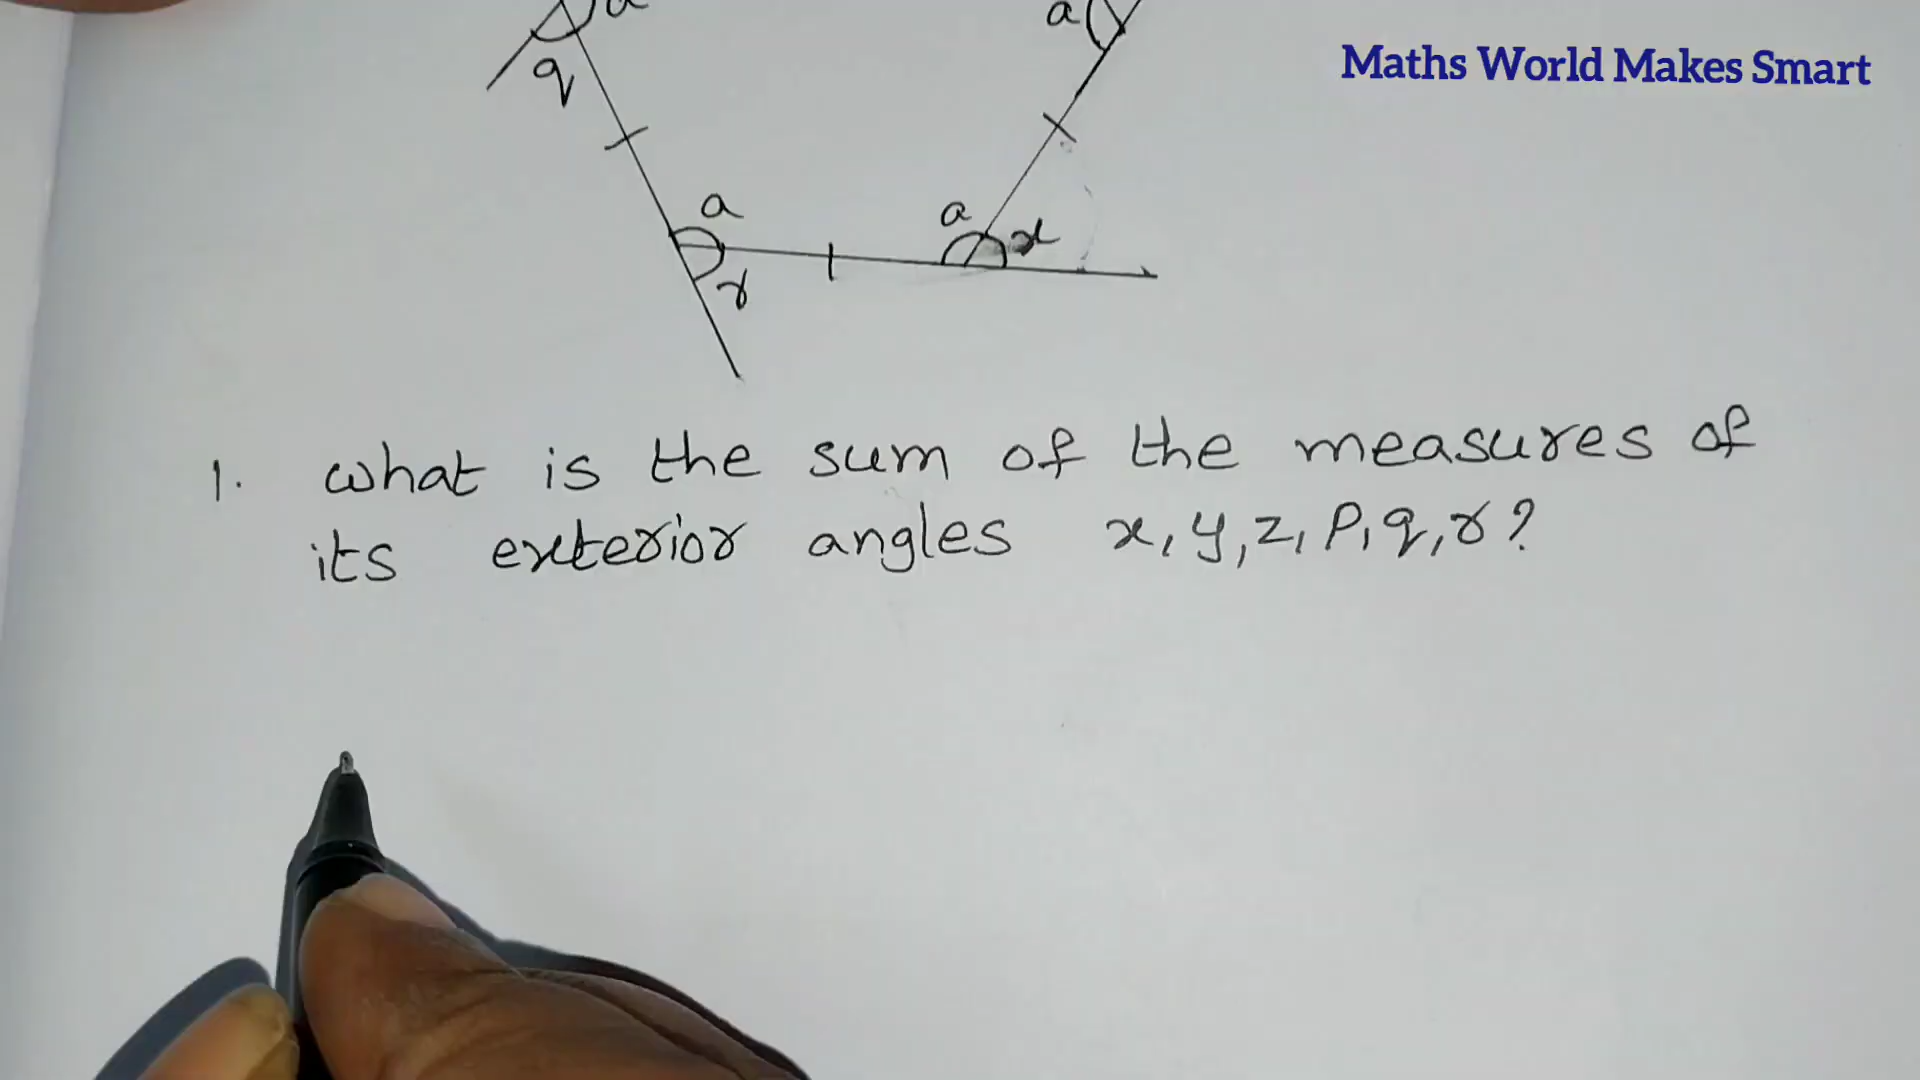 a
a
Maths World Makes Smart
q
a
a
x
r
1. what is the sum of the measures of
its exterior angles x, y, z, p, q, r?